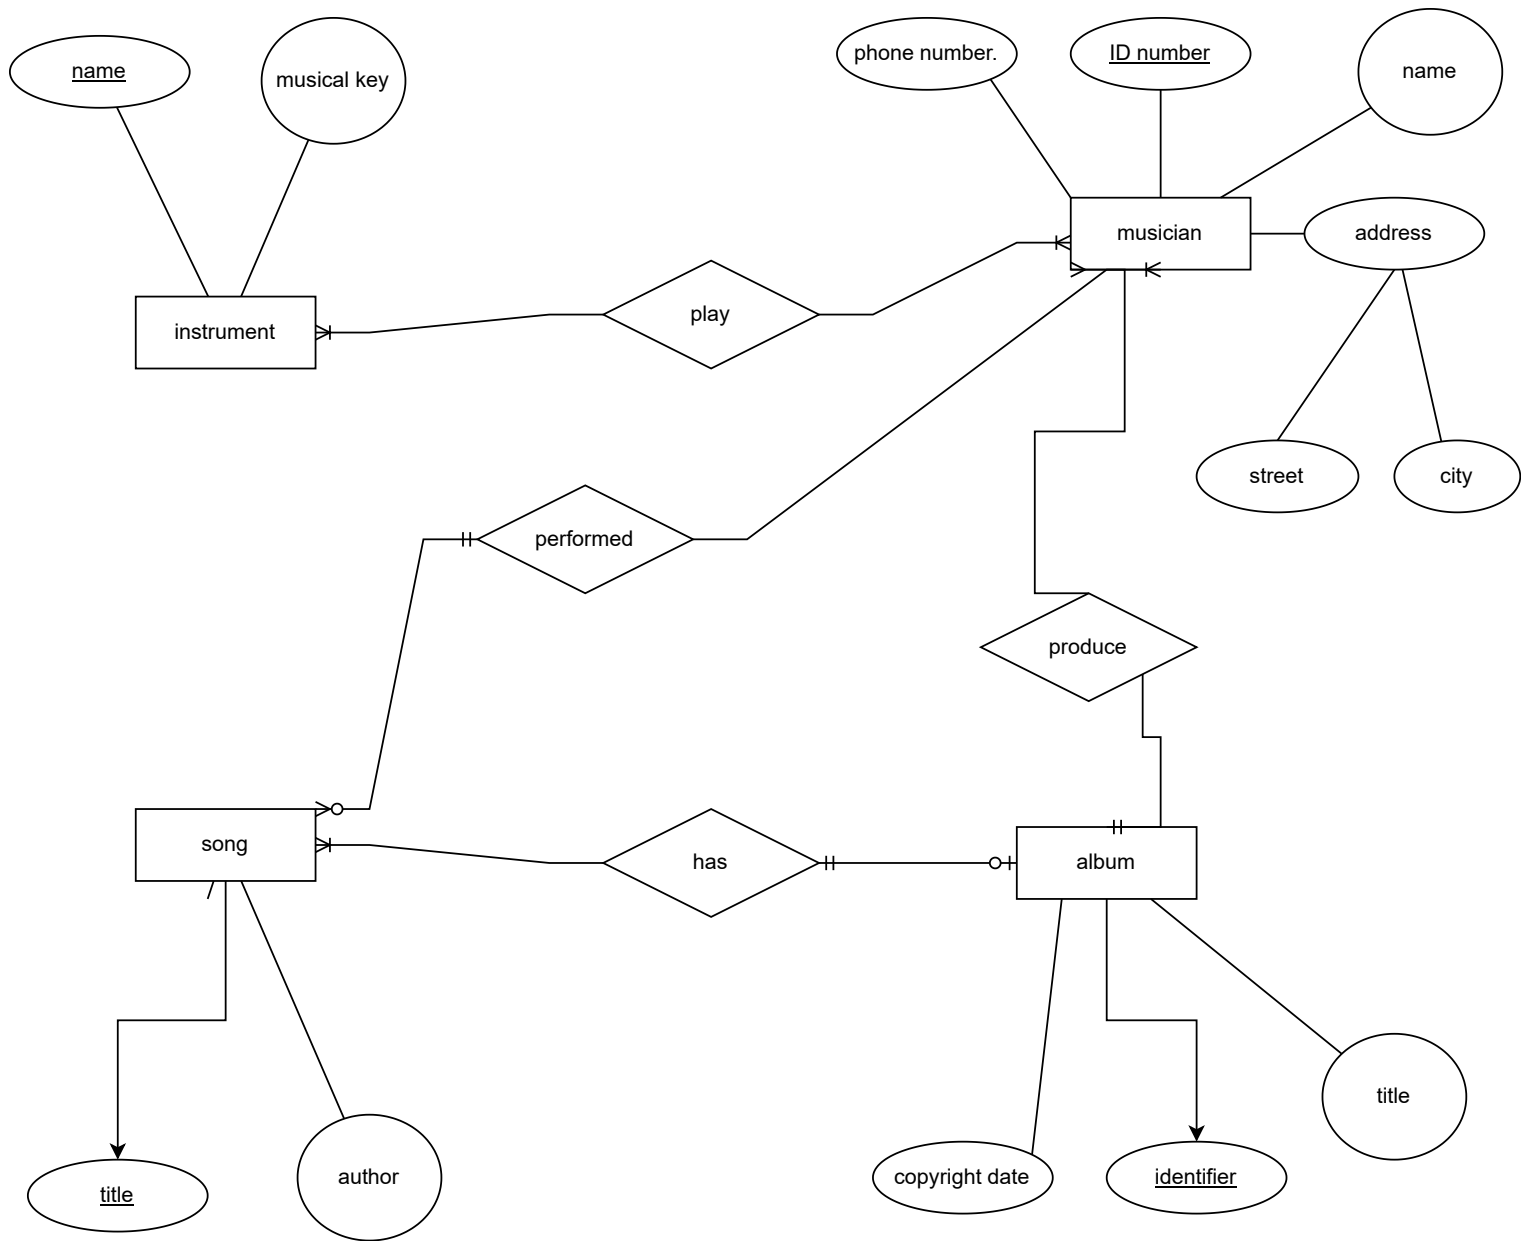 name
musical key
phone number.
ID number
name
musician
address
instrument
play
street
city
performed
produce
song
has
album
title
author
copyright date
identifier
title